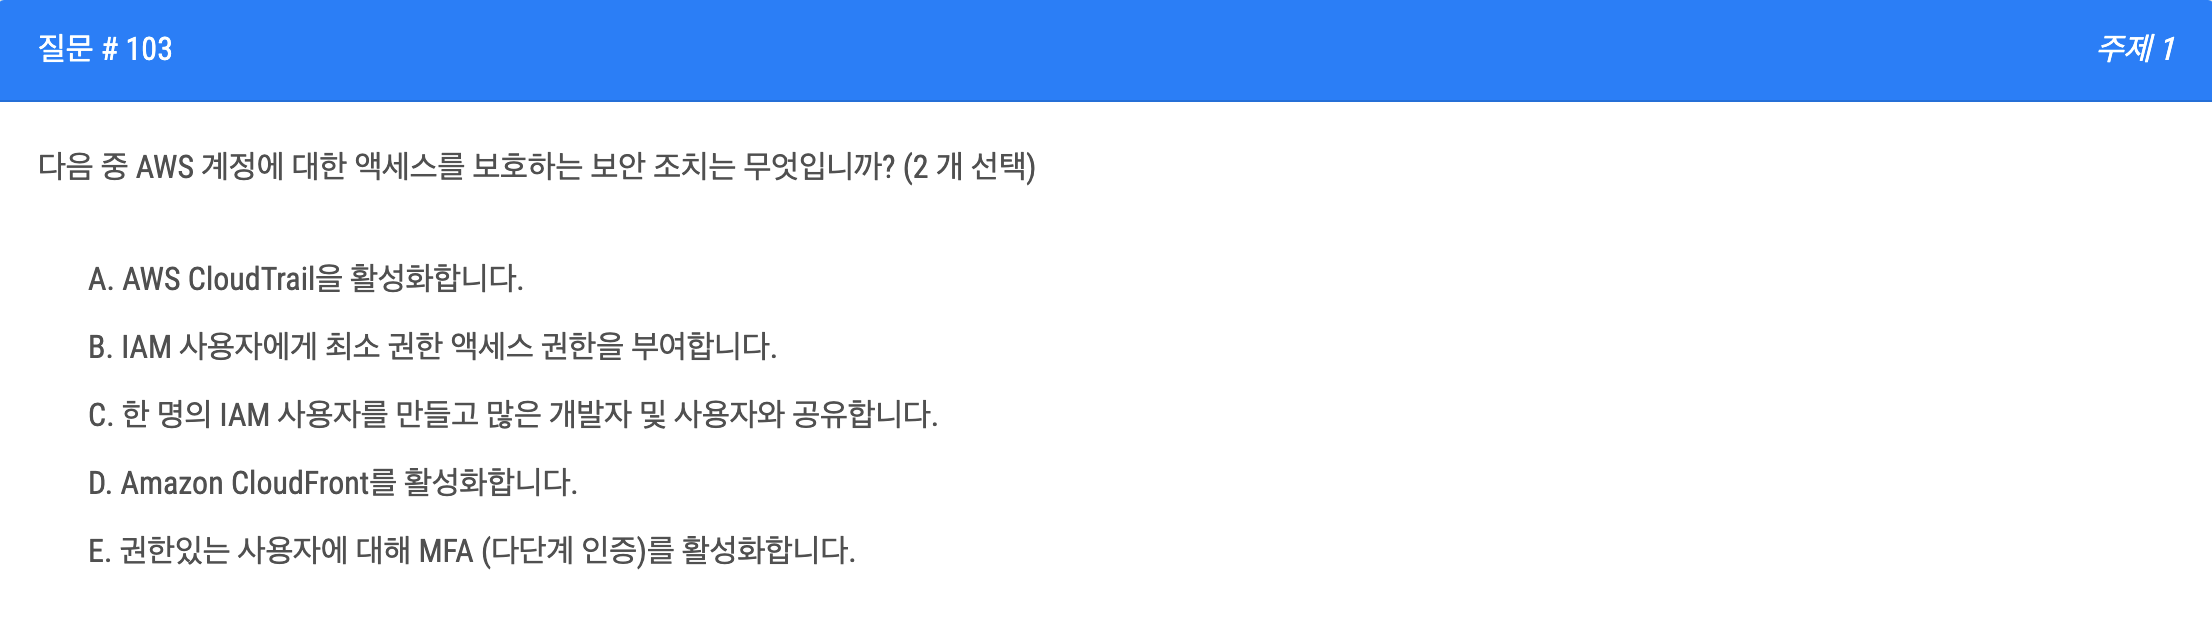 질문 # 103
주제 1
다음 중 AWS 계정에 대한 액세스를 보호하는 보안 조치는 무엇입니까? (2 개 선택)
A. AWS CloudTrail을 활성화합니다.
B. IAM 사용자에게 최소 권한 액세스 권한을 부여합니다.
C. 한 명의 IAM 사용자를 만들고 많은 개발자 및 사용자와 공유합니다.
D. Amazon CloudFront를 활성화합니다.
E. 권한있는 사용자에 대해 MFA (다단계 인증)를 활성화합니다.